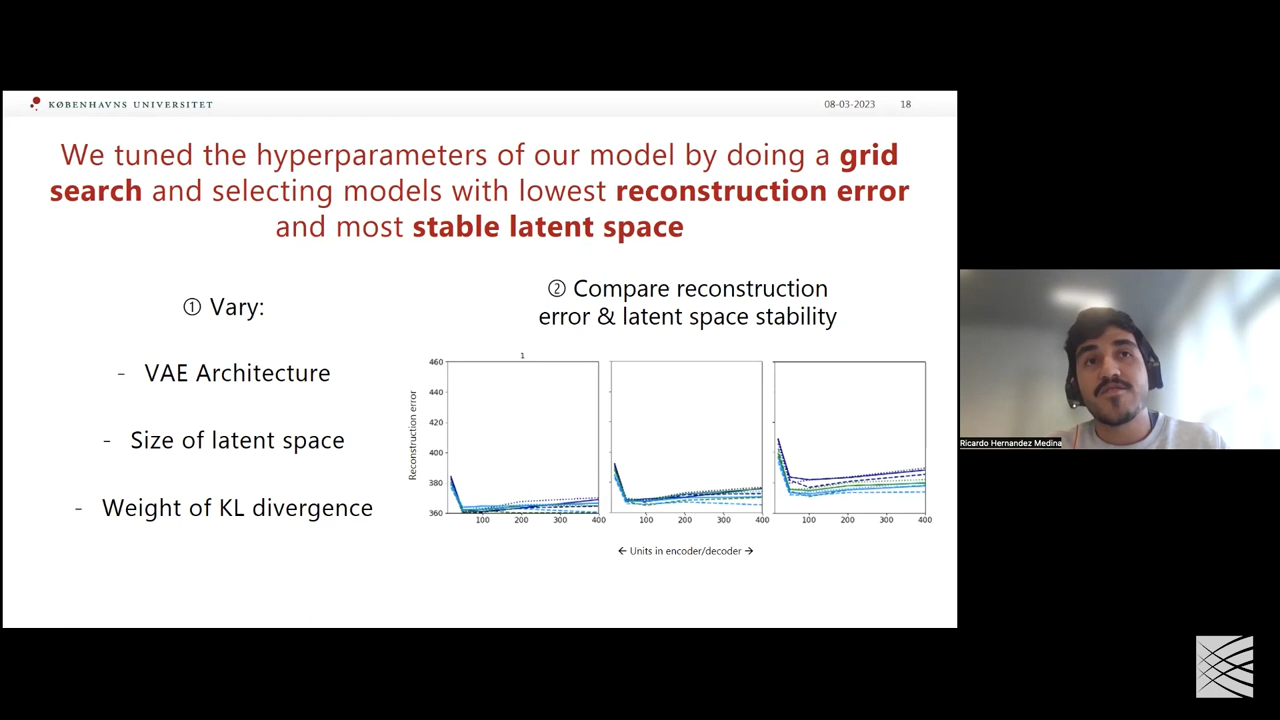 KØBENHAVNS UNIVERSITET
08-03-2023 18
We tuned the hyperparameters of our model by doing a grid
search and selecting models with lowest reconstruction error
and most stable latent space
① Vary:
- VAE Architecture
- Size of latent space
- Weight of KL divergence
② Compare reconstruction
error & latent space stability
1
Reconstruction error
460
440
420
400
380
360
100 200 300 400
100 200 300 400
100 200 300 400
← Units in encoder/decoder →
Ricardo Hernandez Medina